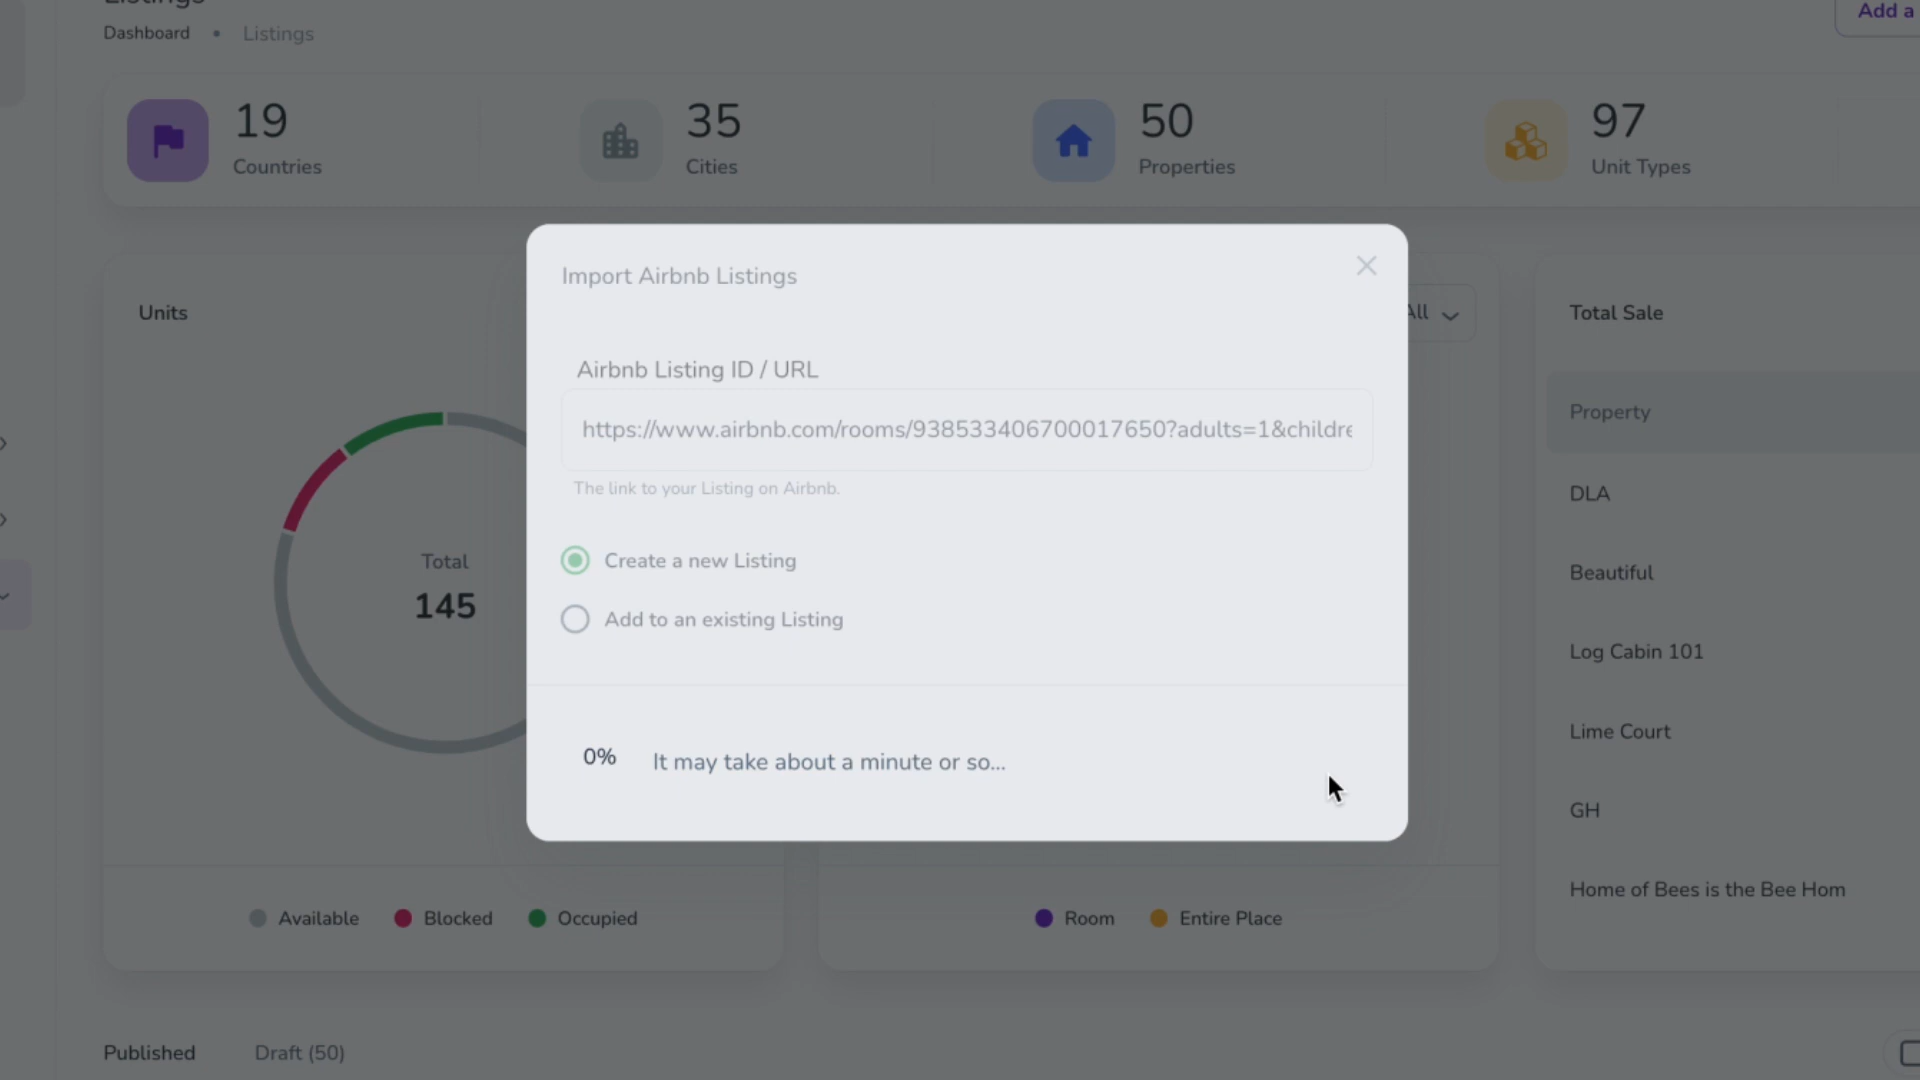 Listings
Dashboard • Listings
Add a
19
Countries
35
Cities
50
Properties
97
Unit Types
Import Airbnb Listings
Units
All
Total Sale
Airbnb Listing ID / URL
https://www.airbnb.com/rooms/938533406700017650?adults=1&childre
The link to your Listing on Airbnb.
Create a new Listing
Add to an existing Listing
Total
145
0%
It may take about a minute or so...
Property
DLA
Beautiful
Log Cabin 101
Lime Court
GH
Home of Bees is the Bee Hom
Available
Blocked
Occupied
Room
Entire Place
Published
Draft (50)